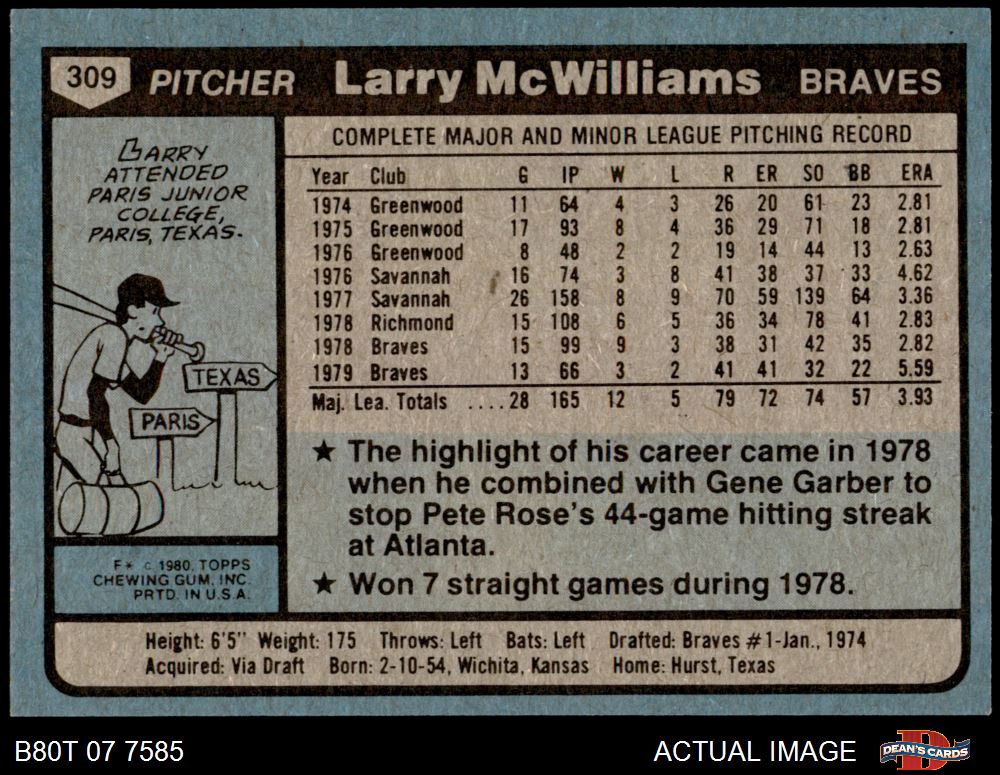 309 PITCHER Larry McWilliams BRAVES
BARRY
ATTENDED
PARIS JUNIOR
COLLEGE,
PARIS, TEXAS.
TEXAS
PARIS
F* © 1980. TOPPS
CHEWING GUM, INC.
PRTD. IN U.S.A.
COMPLETE MAJOR AND MINOR LEAGUE PITCHING RECORD
Year Club G IP W L R ER SO BB ERA
1974 Greenwood 11 64 4 3 26 20 61 23 2.81
1975 Greenwood 17 93 8 4 36 29 71 18 2.81
1976 Greenwood 8 48 2 2 19 14 44 13 2.63
1976 Savannah 16 74 3 8 41 38 37 33 4.62
1977 Savannah 26 158 8 9 70 59 139 64 3.36
1978 Richmond 15 108 6 5 36 34 78 41 2.83
1978 Braves 15 99 9 3 38 31 42 35 2.82
1979 Braves 13 66 3 2 41 41 32 22 5.59
Maj. Lea. Totals ....28 165 12 5 79 72 74 57 3.93
★ The highlight of his career came in 1978
when he combined with Gene Garber to
stop Pete Rose's 44-game hitting streak
at Atlanta.
★ Won 7 straight games during 1978.
Height: 6'5" Weight: 175 Throws: Left Bats: Left Drafted: Braves #1-Jan., 1974
Acquired: Via Draft Born: 2-10-54, Wichita, Kansas Home: Hurst, Texas
B80T 07 7585 ACTUAL IMAGE DEAN'S CARDS